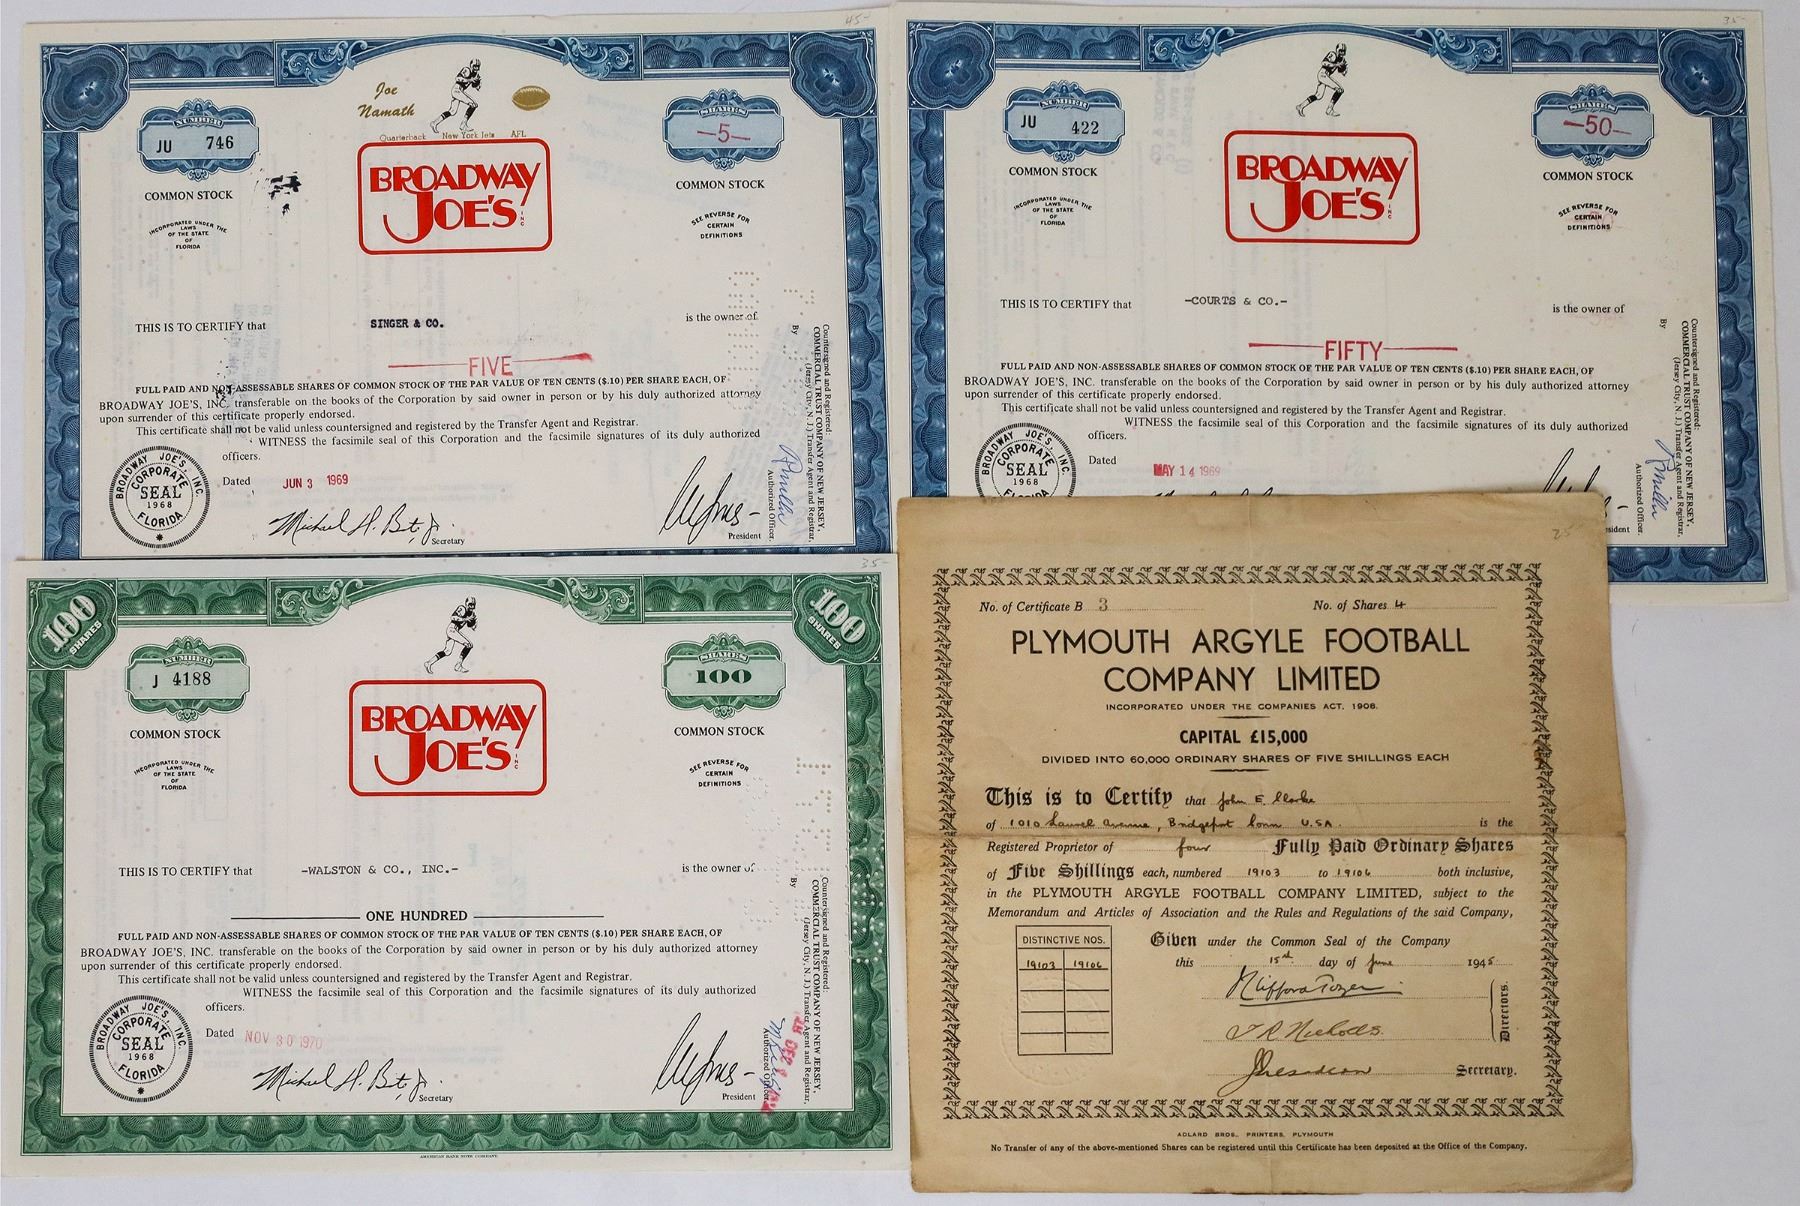 45-
Joe
Namath
Quarterback New York Jets AFL
NUMBER
JU 746
COMMON STOCK
INCORPORATED UNDER THE
LAWS
OF THE STATE
OF
FLORIDA
BROADWAY
JOE'S INC
SHARES
-5-
COMMON STOCK
SEE REVERSE FOR
CERTAIN
DEFINITIONS
THIS IS TO CERTIFY that SINGER & CO. is the owner of
FIVE
FULL PAID AND NON-ASSESSABLE SHARES OF COMMON STOCK OF THE PAR VALUE OF TEN CENTS ($.10) PER SHARE EACH, OF
BROADWAY JOE'S, INC. transferable on the books of the Corporation by said owner in person or by his duly authorized attorney
upon surrender of this certificate properly endorsed.
This certificate shall not be valid unless countersigned and registered by the Transfer Agent and Registrar.
WITNESS the facsimile seal of this Corporation and the facsimile signatures of its duly authorized
officers.
Dated JUN 3 1969
BROADWAY JOE'S, INC.
CORPORATE
SEAL
1968
FLORIDA
Secretary
President
Countersigned and Registered:
COMMERCIAL TRUST COMPANY OF NEW JERSEY,
(Jersey City, N. J.) Transfer Agent and Registrar,
By
Authorized Officer.
35-
NUMBER
JU 422
COMMON STOCK
INCORPORATED UNDER THE
LAWS
OF THE STATE
OF
FLORIDA
BROADWAY
JOE'S INC
SHARES
-50-
COMMON STOCK
SEE REVERSE FOR
CERTAIN
DEFINITIONS
THIS IS TO CERTIFY that -COURTS & CO.- is the owner of
FIFTY
FULL PAID AND NON-ASSESSABLE SHARES OF COMMON STOCK OF THE PAR VALUE OF TEN CENTS ($.10) PER SHARE EACH, OF
BROADWAY JOE'S, INC. transferable on the books of the Corporation by said owner in person or by his duly authorized attorney
upon surrender of this certificate properly endorsed.
This certificate shall not be valid unless countersigned and registered by the Transfer Agent and Registrar.
WITNESS the facsimile seal of this Corporation and the facsimile signatures of its duly authorized
officers.
Dated MAY 14 1969
BROADWAY JOE'S, INC.
CORPORATE
SEAL
1968
FLORIDA
sident
Countersigned and Registered:
COMMERCIAL TRUST COMPANY OF NEW JERSEY,
(Jersey City, N. J.) Transfer Agent and Registrar,
By
Authorized Officer.
35-
100
SHARES
100
SHARES
NUMBER
J 4188
COMMON STOCK
INCORPORATED UNDER THE
LAWS
OF THE STATE
OF
FLORIDA
BROADWAY
JOE'S INC
SHARES
100
COMMON STOCK
SEE REVERSE FOR
CERTAIN
DEFINITIONS
THIS IS TO CERTIFY that -WALSTON & CO., INC.- is the owner of
ONE HUNDRED
FULL PAID AND NON-ASSESSABLE SHARES OF COMMON STOCK OF THE PAR VALUE OF TEN CENTS ($.10) PER SHARE EACH, OF
BROADWAY JOE'S, INC. transferable on the books of the Corporation by said owner in person or by his duly authorized attorney
upon surrender of this certificate properly endorsed.
This certificate shall not be valid unless countersigned and registered by the Transfer Agent and Registrar.
WITNESS the facsimile seal of this Corporation and the facsimile signatures of its duly authorized
officers.
Dated NOV 30 1970
BROADWAY JOE'S, INC.
CORPORATE
SEAL
1968
FLORIDA
Secretary
President
Countersigned and Registered:
COMMERCIAL TRUST COMPANY OF NEW JERSEY,
(Jersey City, N. J.) Transfer Agent and Registrar,
By
Authorized Officer.
AMERICAN BANK NOTE COMPANY
25
No. of Certificate B 3 No. of Shares 4
PLYMOUTH ARGYLE FOOTBALL
COMPANY LIMITED
INCORPORATED UNDER THE COMPANIES ACT, 1908.
CAPITAL £15,000
DIVIDED INTO 60,000 ORDINARY SHARES OF FIVE SHILLINGS EACH
This is to Certify that John E. Clarke
of 1010 Laurel Avenue, Bridgeport Conn U.S.A. is the
Registered Proprietor of four Fully Paid Ordinary Shares
of Five Shillings each, numbered 19103 to 19106 both inclusive,
in the PLYMOUTH ARGYLE FOOTBALL COMPANY LIMITED, subject to the
Memorandum and Articles of Association and the Rules and Regulations of the said Company,
DISTINCTIVE NOS.
19103 19106
Given under the Common Seal of the Company
this 15th day of June 1945
Clifford Tozer
J R Nicholls
Directors.
Secretary.
ADLARD BROS., PRINTERS, PLYMOUTH
No Transfer of any of the above-mentioned Shares can be registered until this Certificate has been deposited at the Office of the Company.